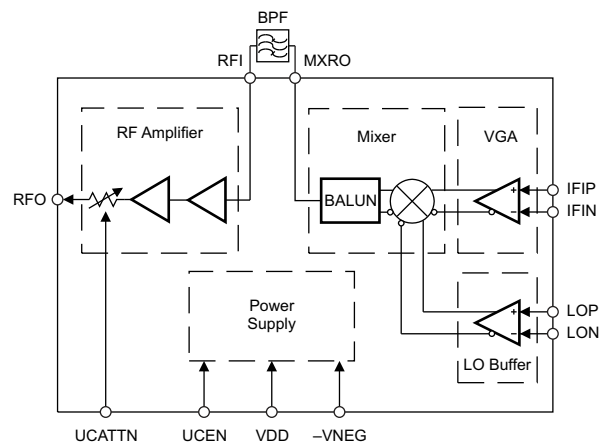 BPF
RFI
MXRO
RF Amplifier
Mixer
VGA
RFO
BALUN
+
−
IFIP
IFIN
Power
Supply
+
−
LOP
LON
LO Buffer
UCATTN
UCEN
VDD
–VNEG